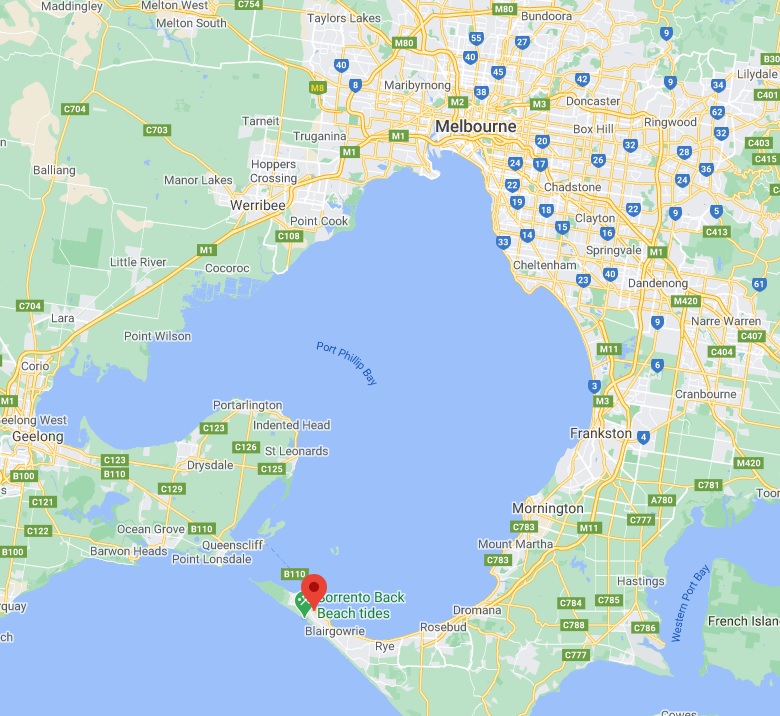 Maddingley
Melton West
C754
M80
Melton South
Taylors Lakes
Bundoora
M80
55
27
9
40
B30
40
8
45
42
9
34
Lilydale
M8
Maribyrnong
38
C401
C704
M2
M3
Doncaster
62
Melbourne
Ringwood
Tarneit
C703
M1
Box Hill
32
Truganina
20
32
C403
M1
28
24
17
26
C415
Hoppers
Crossing
36
Balliang
Manor Lakes
22
Chadstone
24
Werribee
19
18
22
9
5
Point Cook
Clayton
15
16
C413
C108
33
14
M1
Springvale
M1
Little River
Cocoroc
Cheltenham
23
40
Dandenong
61
C704
M420
Lara
9
Narre Warren
Point Wilson
C407
Port Phillip Bay
M11
C404
Corio
6
3
Cranbourne
M1
M3
Portarlington
eelong West
C123
Indented Head
Geelong
Frankston
4
C126
St Leonards
C123
Drysdale
C125
M420
B100
B110
C129
C781
C121
A780
Toor
Mornington
C777
C122
Ocean Grove
B110
C783
M11
Queenscliff
Mount Martha
B100
Barwon Heads
Point Lonsdale
C783
B110
Hastings
Western Port Bay
Sorrento Back
Beach tides
C784
C785
rquay
Dromana
French Islan
Blairgowrie
Rosebud
C788
C786
ch
Rye
C777
Cowes